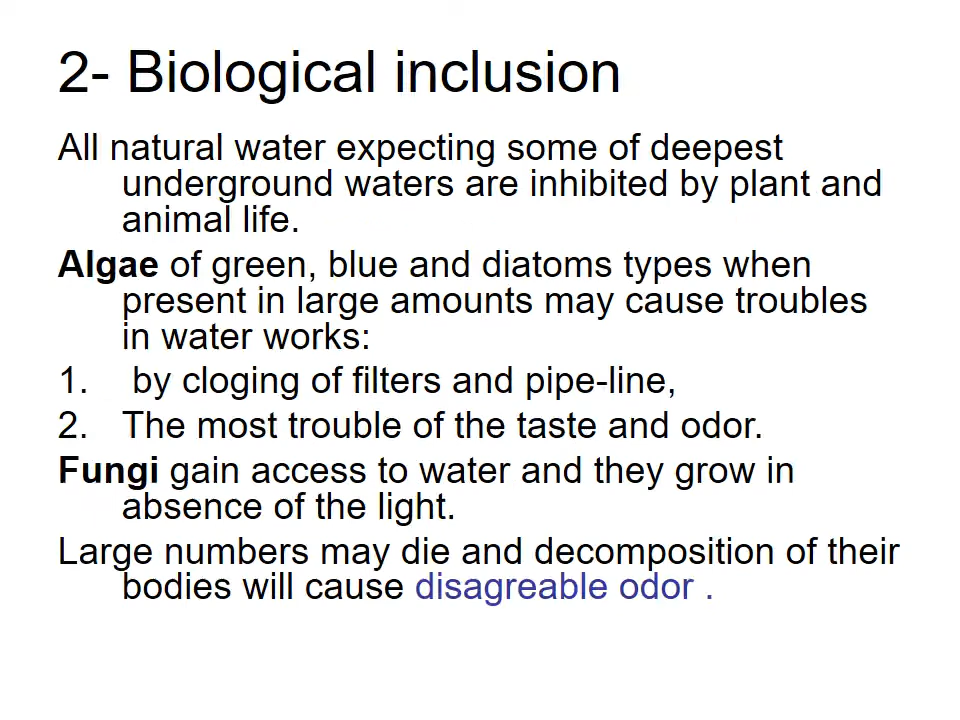 2- Biological inclusion
All natural water expecting some of deepest
underground waters are inhibited by plant and
animal life.
Algae of green, blue and diatoms types when
present in large amounts may cause troubles
in water works:
1. by cloging of filters and pipe-line,
2. The most trouble of the taste and odor.
Fungi gain access to water and they grow in
absence of the light.
Large numbers may die and decomposition of their
bodies will cause disagreable odor .